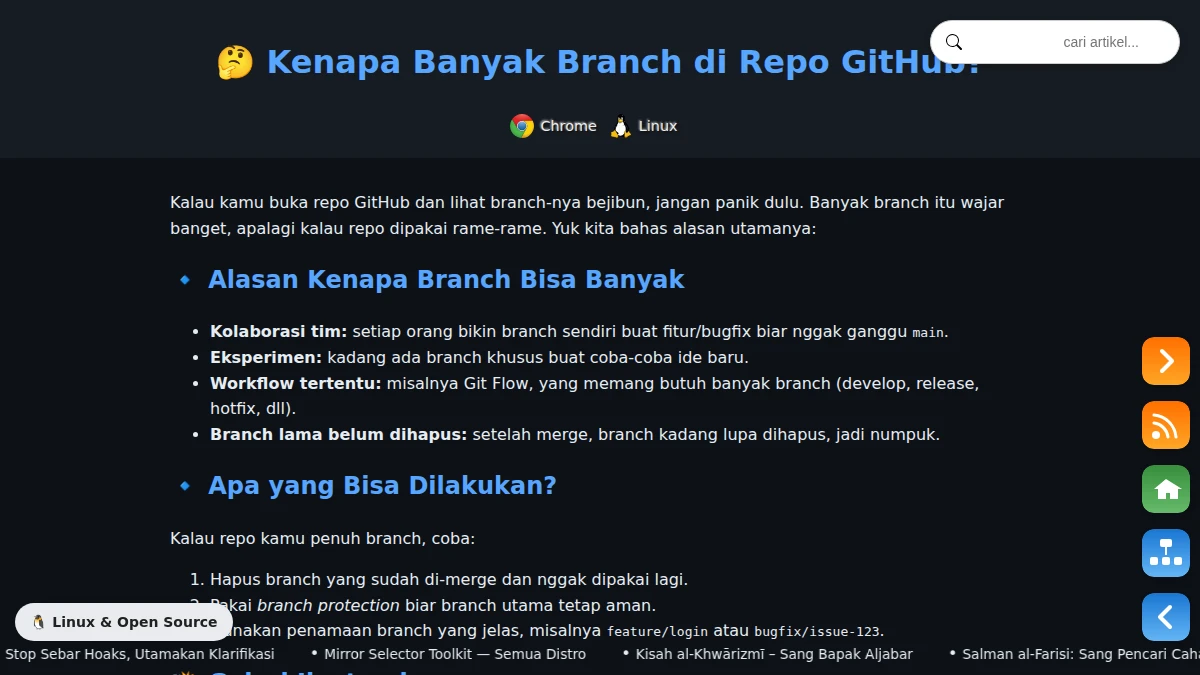 🤔 Kenapa Banyak Branch di Repo GitHub?
cari artikel...
Chrome Linux
Kalau kamu buka repo GitHub dan lihat branch-nya bejibun, jangan panik dulu. Banyak branch itu wajar
banget, apalagi kalau repo dipakai rame-rame. Yuk kita bahas alasan utamanya:
🔹 Alasan Kenapa Branch Bisa Banyak
• Kolaborasi tim: setiap orang bikin branch sendiri buat fitur/bugfix biar nggak ganggu main.
• Eksperimen: kadang ada branch khusus buat coba-coba ide baru.
• Workflow tertentu: misalnya Git Flow, yang memang butuh banyak branch (develop, release,
hotfix, dll).
• Branch lama belum dihapus: setelah merge, branch kadang lupa dihapus, jadi numpuk.
🔹 Apa yang Bisa Dilakukan?
Kalau repo kamu penuh branch, coba:
1. Hapus branch yang sudah di-merge dan nggak dipakai lagi.
2. Pakai branch protection biar branch utama tetap aman.
penamaan branch yang jelas, misalnya feature/login atau bugfix/issue-123.
🐧 Linux & Open Source
Stop Sebar Hoaks, Utamakan Klarifikasi • Mirror Selector Toolkit — Semua Distro • Kisah al-Khwārizmī – Sang Bapak Aljabar • Salman al-Farisi: Sang Pencari